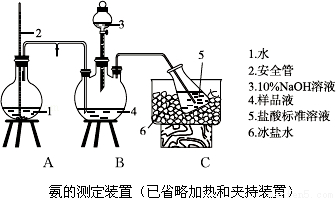 2
3
5
1
4
6
A
B
C
1.水
2.安全管
3.10%NaOH溶液
4.样品液
5.盐酸标准溶液
6.冰盐水
氨的测定装置（已省略加热和夹持装置）